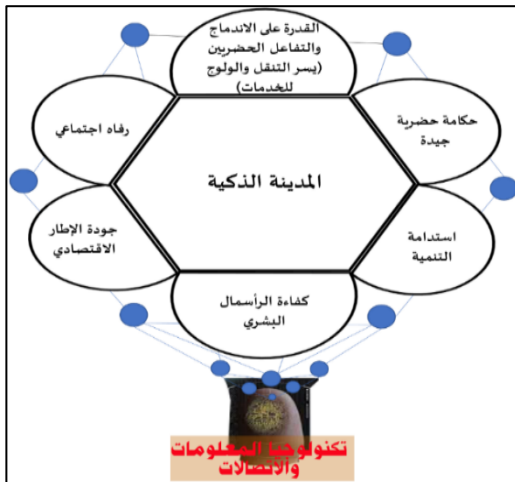 القدرة على الاندماج
والتفاعل الحضريين
(يسر التنقل والولوج
للخدمات)
حكامة حضرية
جيدة
رفاه اجتماعي
المدينة الذكية
استدامة
التنمية
جودة الإطار
الاقتصادي
كفاءة الرأسمال
البشري
تكنولوجيا المعلومات
والاتصالات